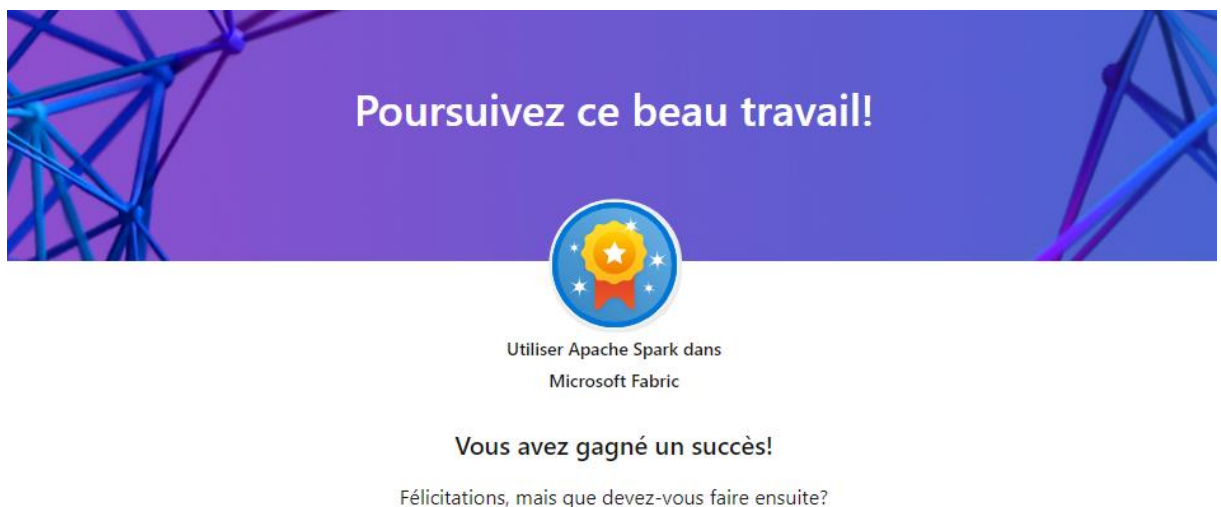 Poursuivez ce beau travail!
Utiliser Apache Spark dans
Microsoft Fabric
Vous avez gagné un succès!
Félicitations, mais que devez-vous faire ensuite?